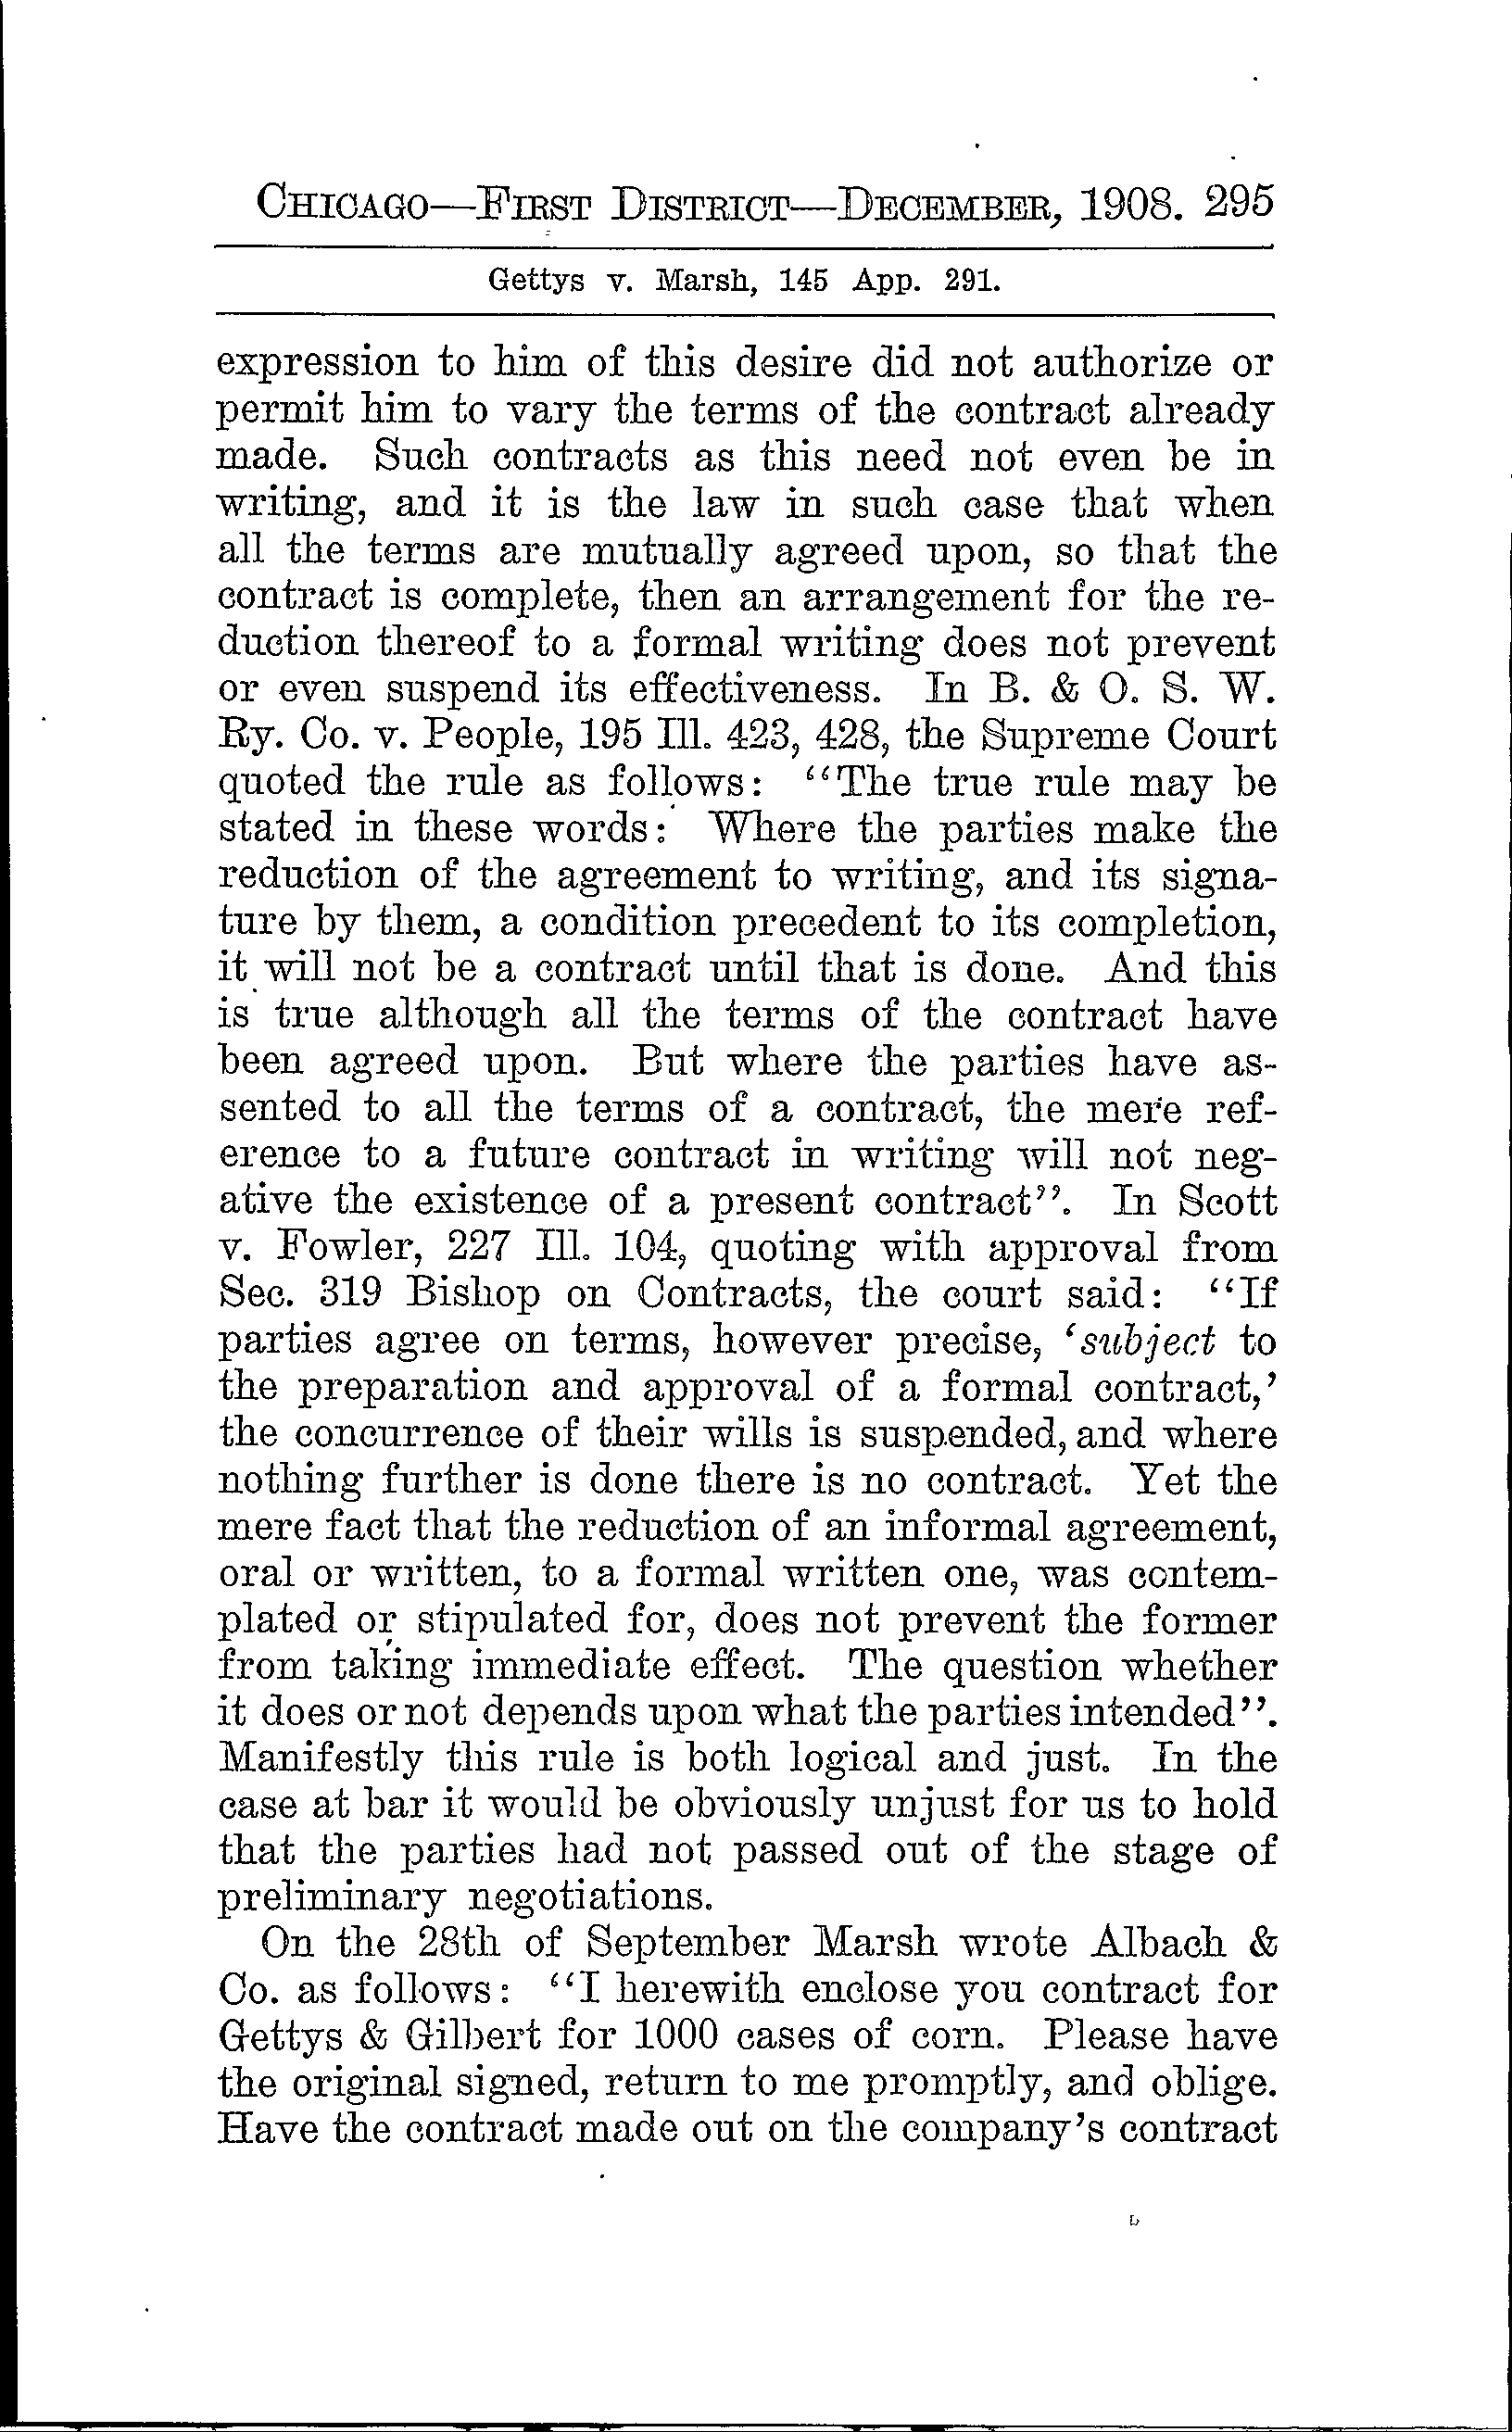 CHICAGO—FIRST DISTRICT—DECEMBER, 1908. 295
Gettys v. Marsh, 145 App. 291.
expression to him of this desire did not authorize or
permit him to vary the terms of the contract already
made. Such contracts as this need not even be in
writing, and it is the law in such case that when
all the terms are mutually agreed upon, so that the
contract is complete, then an arrangement for the re-
duction thereof to a formal writing does not prevent
or even suspend its effectiveness. In B. & O. S. W.
Ry. Co. v. People, 195 Ill. 423, 428, the Supreme Court
quoted the rule as follows: "The true rule may be
stated in these words: Where the parties make the
reduction of the agreement to writing, and its signa-
ture by them, a condition precedent to its completion,
it will not be a contract until that is done. And this
is true although all the terms of the contract have
been agreed upon. But where the parties have as-
sented to all the terms of a contract, the mere ref-
erence to a future contract in writing will not neg-
ative the existence of a present contract". In Scott
v. Fowler, 227 Ill. 104, quoting with approval from
Sec. 319 Bishop on Contracts, the court said: "If
parties agree on terms, however precise, 'subject to
the preparation and approval of a formal contract,'
the concurrence of their wills is suspended, and where
nothing further is done there is no contract. Yet the
mere fact that the reduction of an informal agreement,
oral or written, to a formal written one, was contem-
plated or stipulated for, does not prevent the former
from taking immediate effect. The question whether
it does or not depends upon what the parties intended".
Manifestly this rule is both logical and just. In the
case at bar it would be obviously unjust for us to hold
that the parties had not passed out of the stage of
preliminary negotiations.
On the 28th of September Marsh wrote Albach &
Co. as follows: "I herewith enclose you contract for
Gettys & Gilbert for 1000 cases of corn. Please have
the original signed, return to me promptly, and oblige.
Have the contract made out on the company's contract